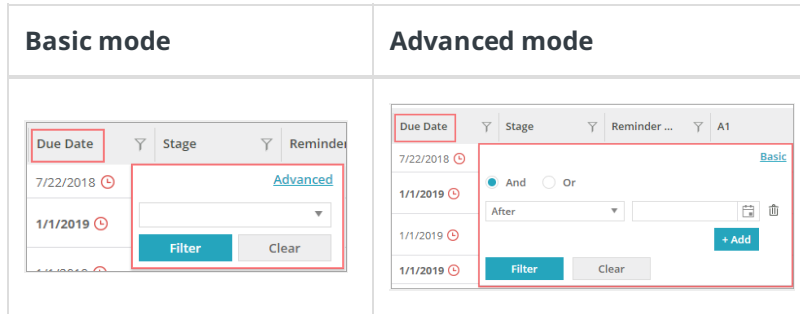 Basic mode
Advanced mode
Due Date
Stage
Reminder
7/22/2018
Advanced
1/1/2019
Filter
Clear
Due Date
Stage
Reminder ...
A1
7/22/2018
Basic
And
Or
1/1/2019
After
1/1/2019
+ Add
1/1/2019
Filter
Clear